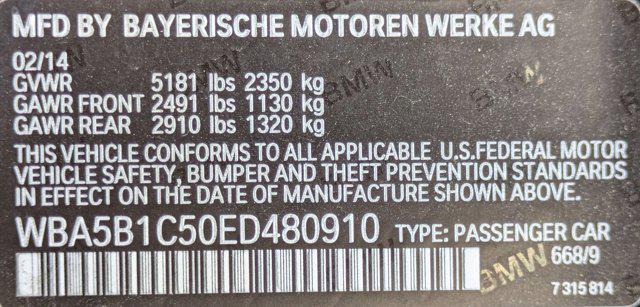 MFD BY BAYERISCHE MOTOREN WERKE AG
02/14
GVWR 5181 lbs 2350 kg
GAWR FRONT 2491 lbs 1130 kg
GAWR REAR 2910 lbs 1320 kg
THIS VEHICLE CONFORMS TO ALL APPLICABLE U.S.FEDERAL MOTOR
VEHICLE SAFETY, BUMPER AND THEFT PREVENTION STANDARDS
IN EFFECT ON THE DATE OF MANUFACTURE SHOWN ABOVE.
WBA5B1C50ED480910 TYPE: PASSENGER CAR
668/9
7 315 814
BMW
BMW
BMW